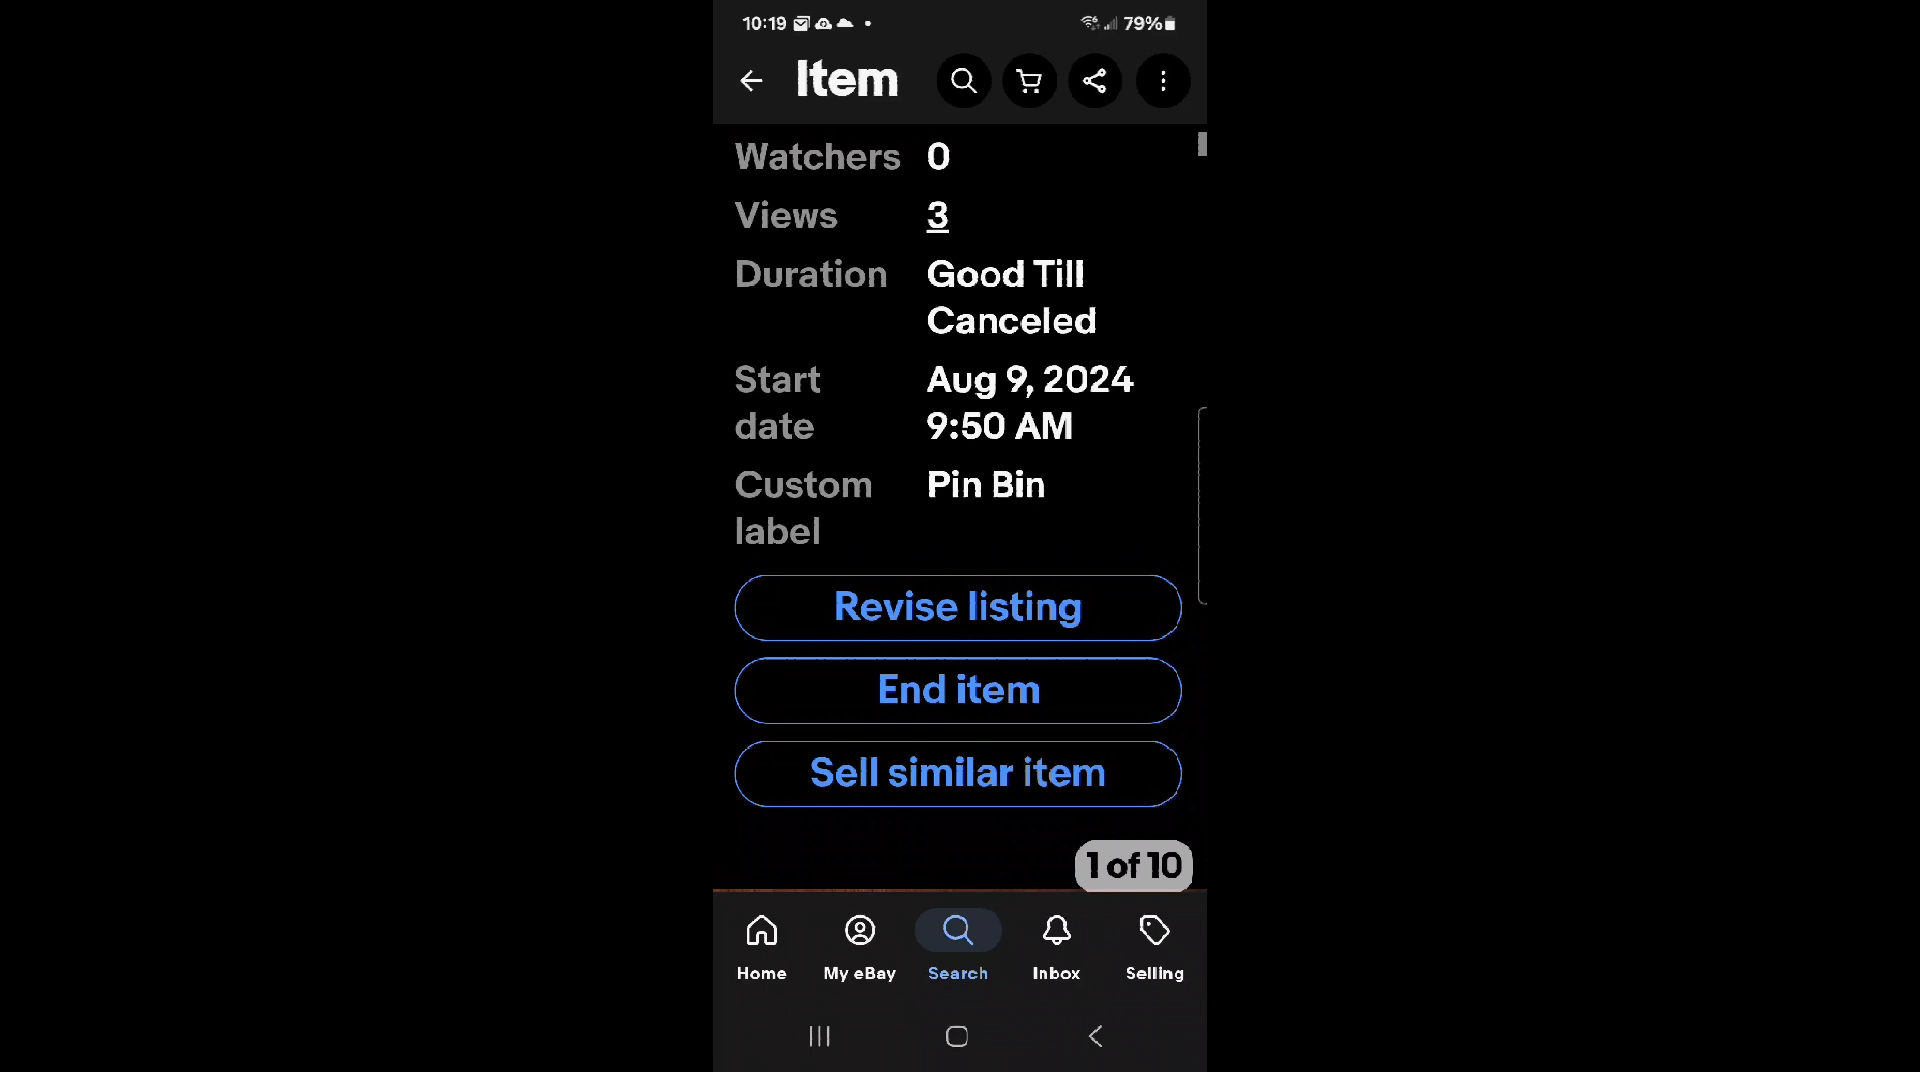 10:19 79%
Item
Watchers 0
Views 3
Duration Good Till
Canceled
Start Aug 9, 2024
date 9:50 AM
Custom Pin Bin
label
Revise listing
End item
Sell similar item
1 of 10
Home My eBay Search Inbox Selling